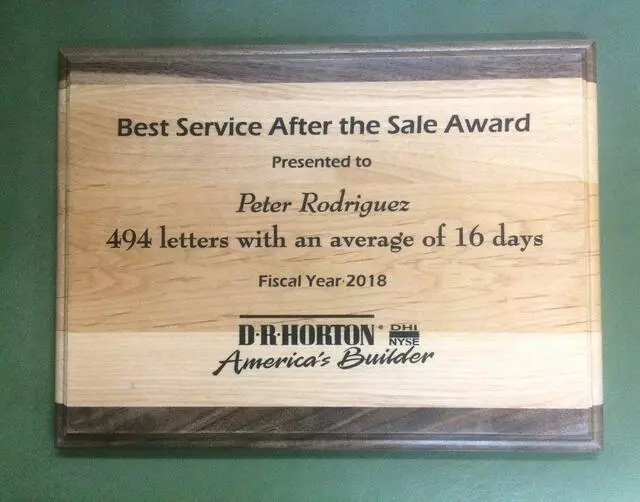 Best Service After the Sale Award
Presented to
Peter Rodriguez
494 letters with an average of 16 days
Fiscal Year 2018
D·R·HORTON® DHI
NYSE
America's Builder